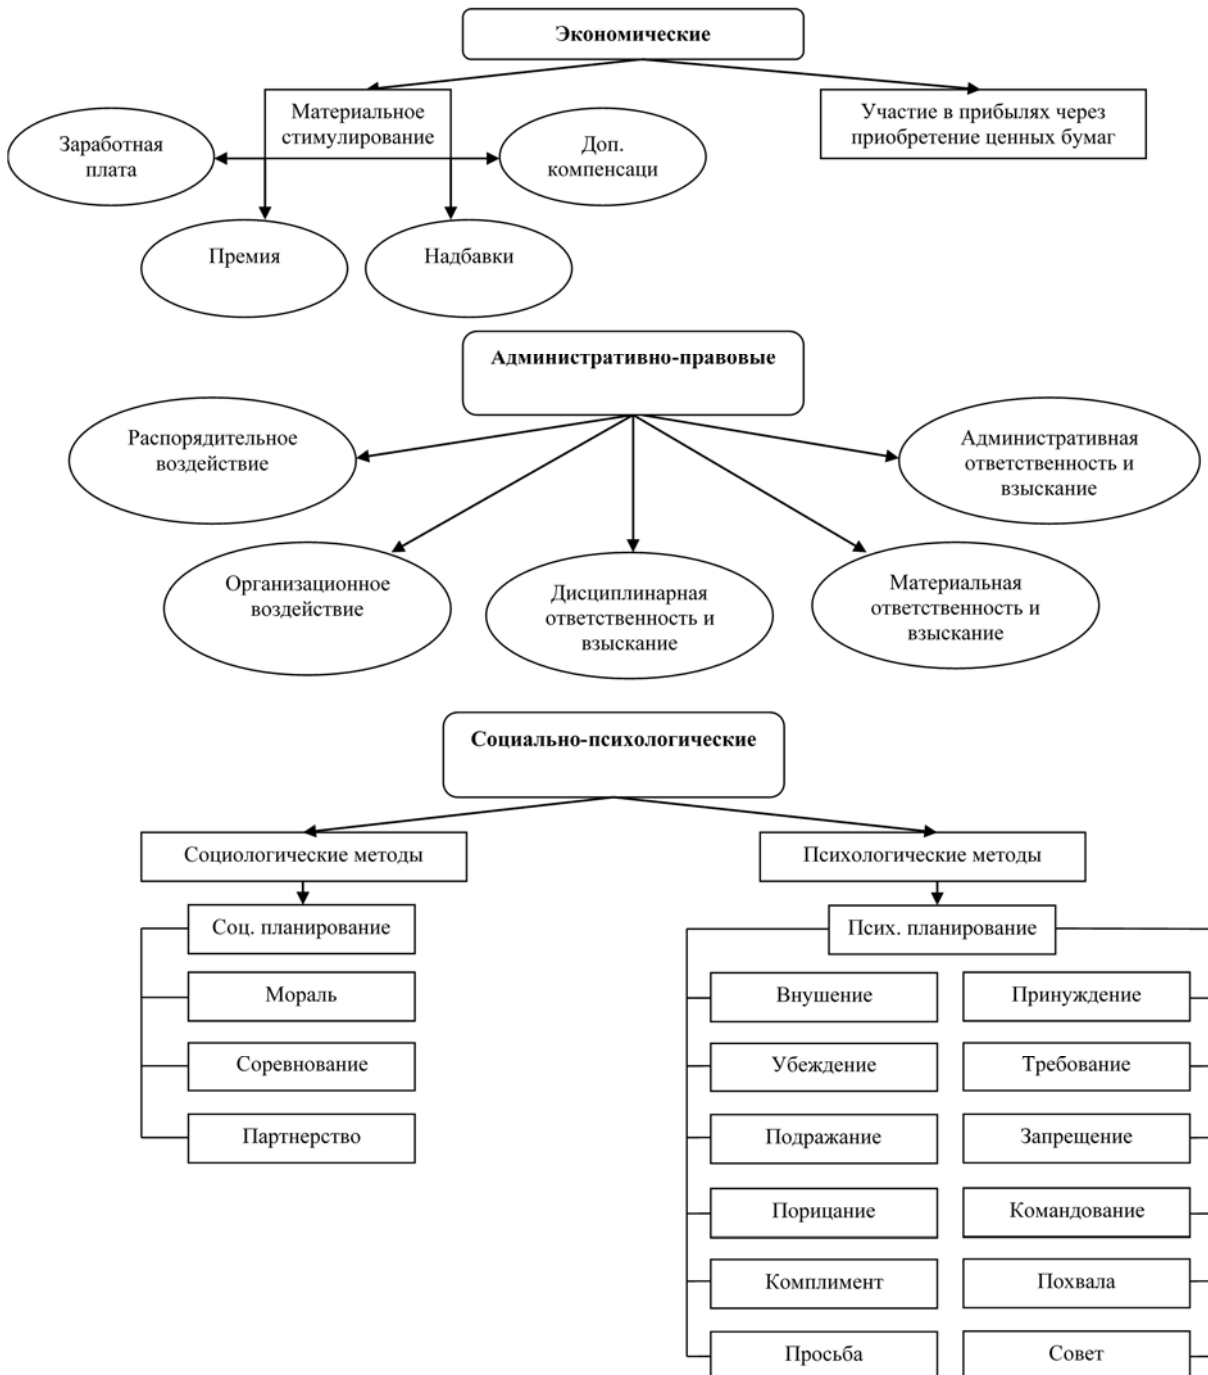 Экономические
Материальное
стимулирование
Участие в прибылях через
приобретение ценных бумаг
Заработная
плата
Доп.
компенсаци
Премия
Надбавки
Административно-правовые
Распорядительное
воздействие
Административная
ответственность и
взыскание
Организационное
воздействие
Дисциплинарная
ответственность и
взыскание
Материальная
ответственность и
взыскание
Социально-психологические
Социологические методы
Психологические методы
Соц. планирование
Псих. планирование
Мораль
Внушение
Принуждение
Соревнование
Убеждение
Требование
Партнерство
Подражание
Запрещение
Порицание
Командование
Комплимент
Похвала
Просьба
Совет